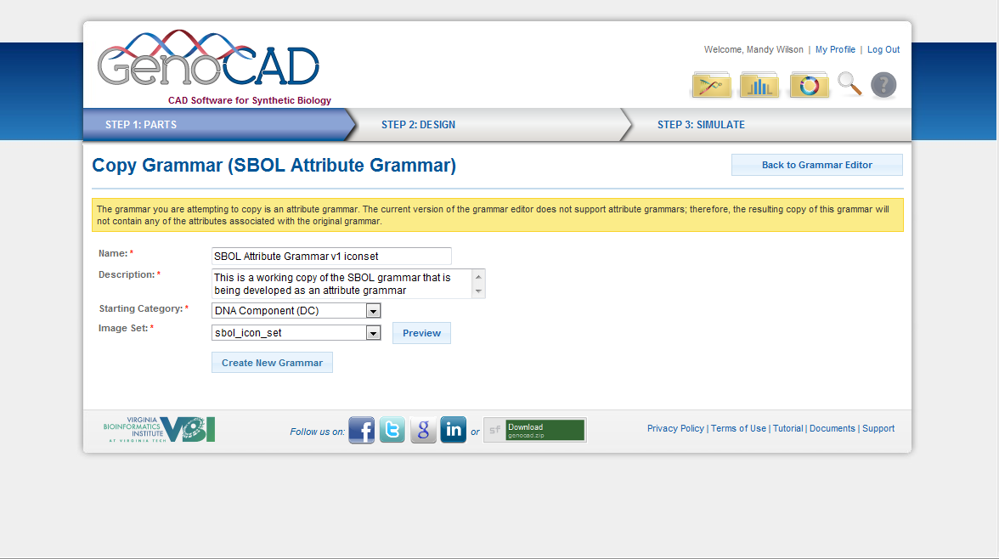 GenoCAD
CAD Software for Synthetic Biology
Welcome, Mandy Wilson | My Profile | Log Out
?
STEP 1: PARTS
STEP 2: DESIGN
STEP 3: SIMULATE
Copy Grammar (SBOL Attribute Grammar)
Back to Grammar Editor
The grammar you are attempting to copy is an attribute grammar. The current version of the grammar editor does not support attribute grammars; therefore, the resulting copy of this grammar will
not contain any of the attributes associated with the original grammar.
Name: *
SBOL Attribute Grammar v1 iconset
Description: *
This is a working copy of the SBOL grammar that is
being developed as an attribute grammar
Starting Category: *
DNA Component (DC)
Image Set: *
sbol_icon_set
Preview
Create New Grammar
VIRGINIA
BIOINFORMATICS
INSTITUTE
AT VIRGINIA TECH
VBI
Follow us on:
f
t
g
in
or
sf
Download
genocad.zip
Privacy Policy | Terms of Use | Tutorial | Documents | Support